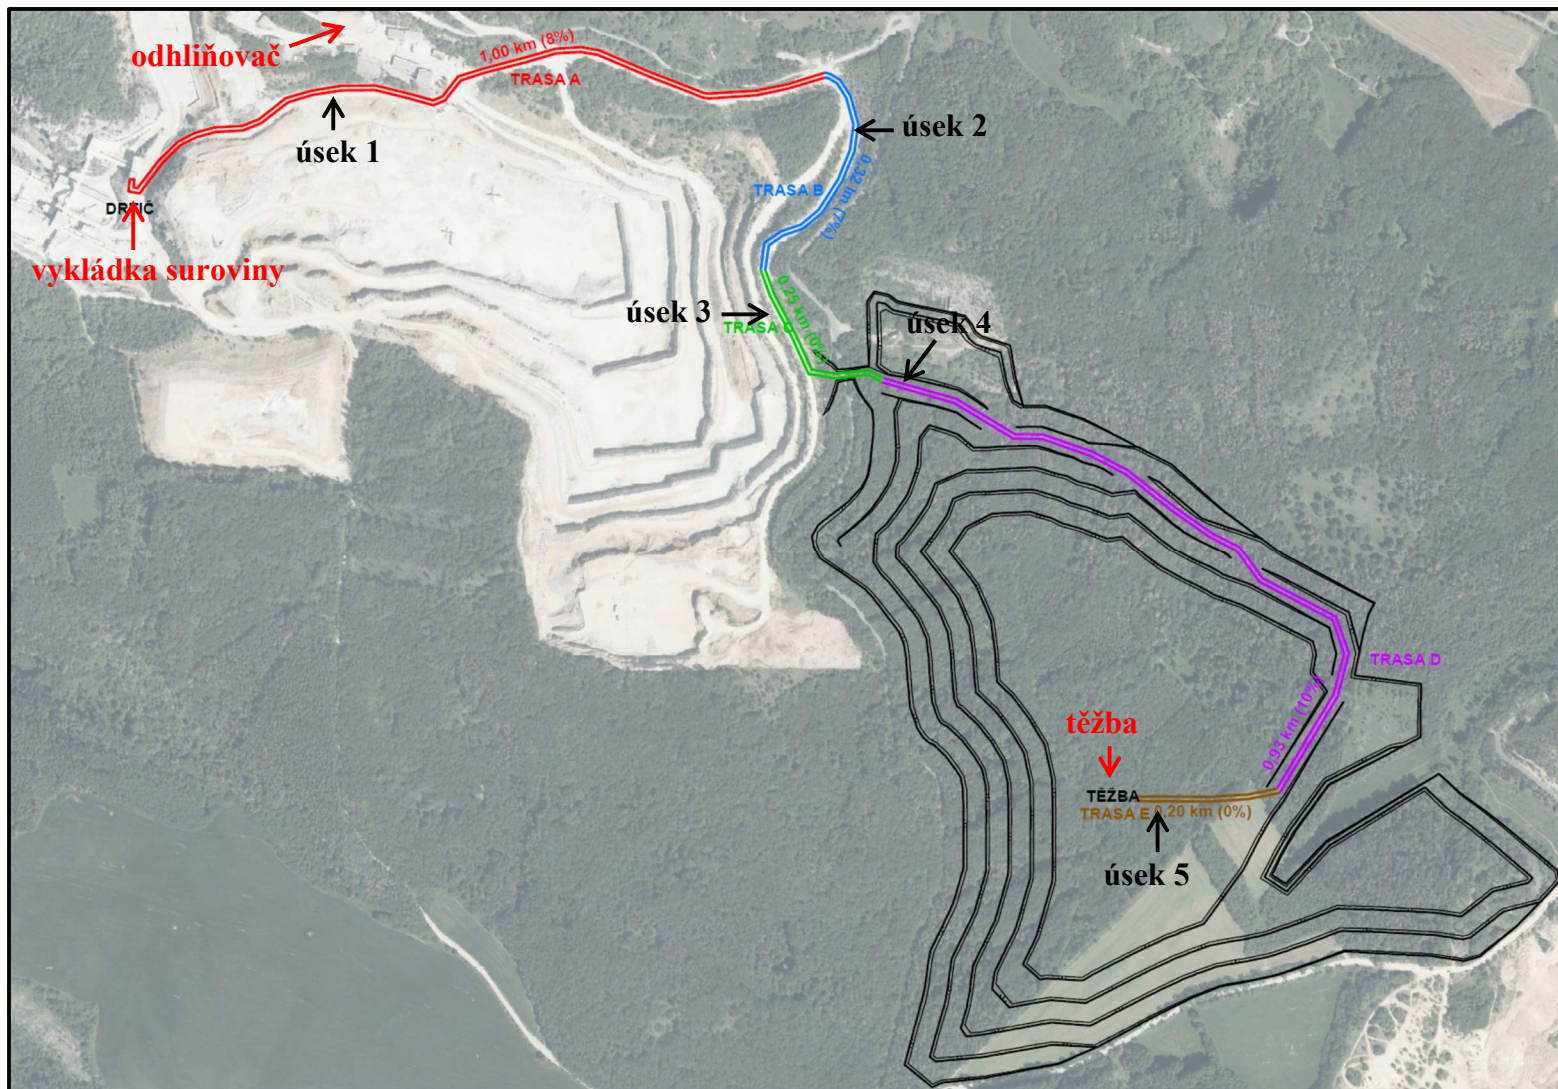 odhliňovač
1,00 km (8%)
TRASA A
úsek 1
úsek 2
TRASA B
0,32 km (7%)
DRTIČ
vykládka suroviny
úsek 3
TRASA C
0,25 km (0%)
úsek 4
TRASA D
0,93 km (10%)
těžba
TĚŽBA
TRASA E 0,20 km (0%)
úsek 5